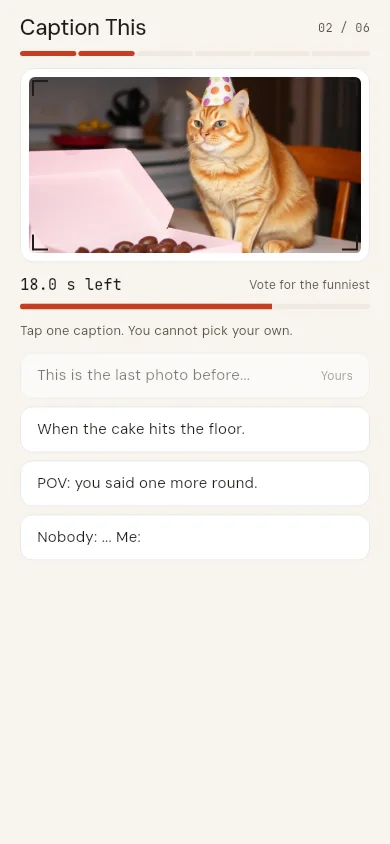 Caption This
02 / 06
18.0 s left
Vote for the funniest
Tap one caption. You cannot pick your own.
This is the last photo before...
Yours
When the cake hits the floor.
POV: you said one more round.
Nobody: ... Me: